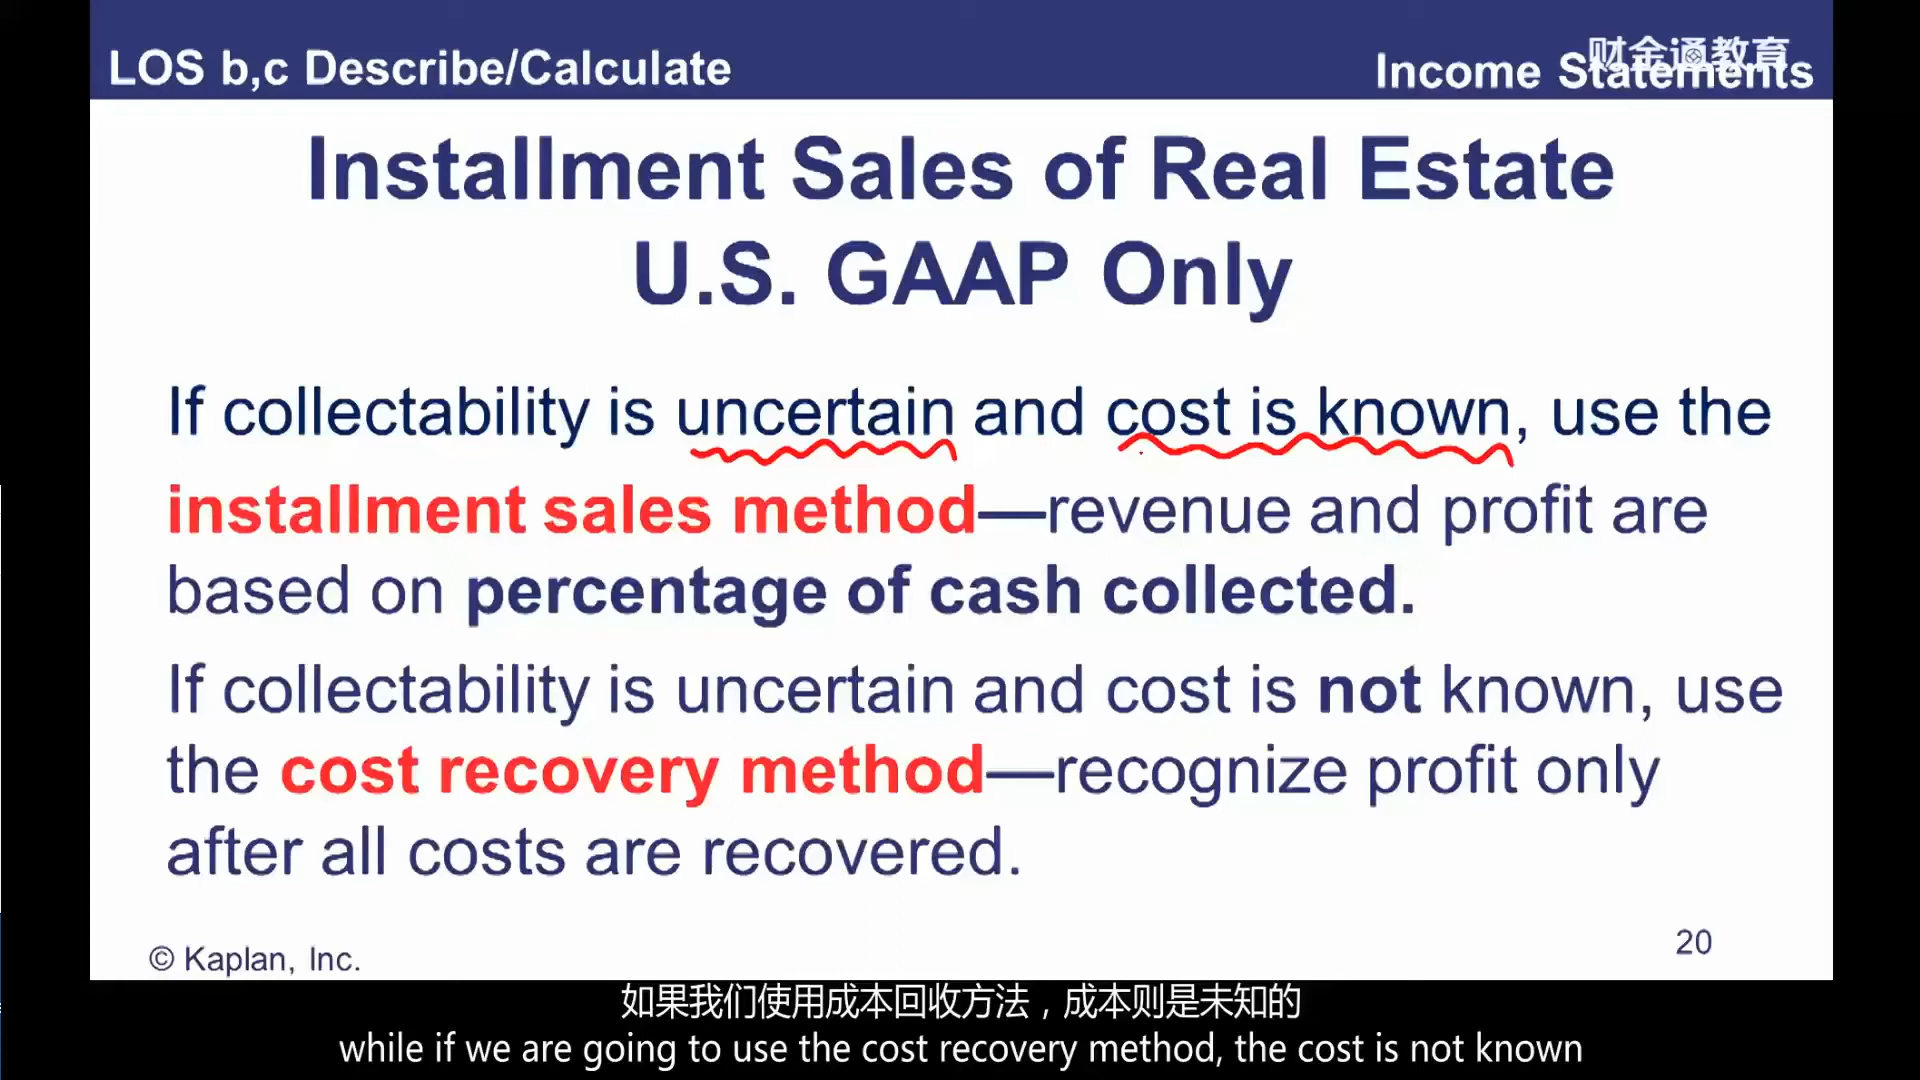 LOS b,c Describe/Calculate
Income Statements
财金通教育
Installment Sales of Real Estate
U.S. GAAP Only
If collectability is uncertain and cost is known, use the
installment sales method—revenue and profit are
based on percentage of cash collected.
If collectability is uncertain and cost is not known, use
the cost recovery method—recognize profit only
after all costs are recovered.
© Kaplan, Inc.
20
如果我们使用成本回收方法，成本则是未知的
while if we are going to use the cost recovery method, the cost is not known